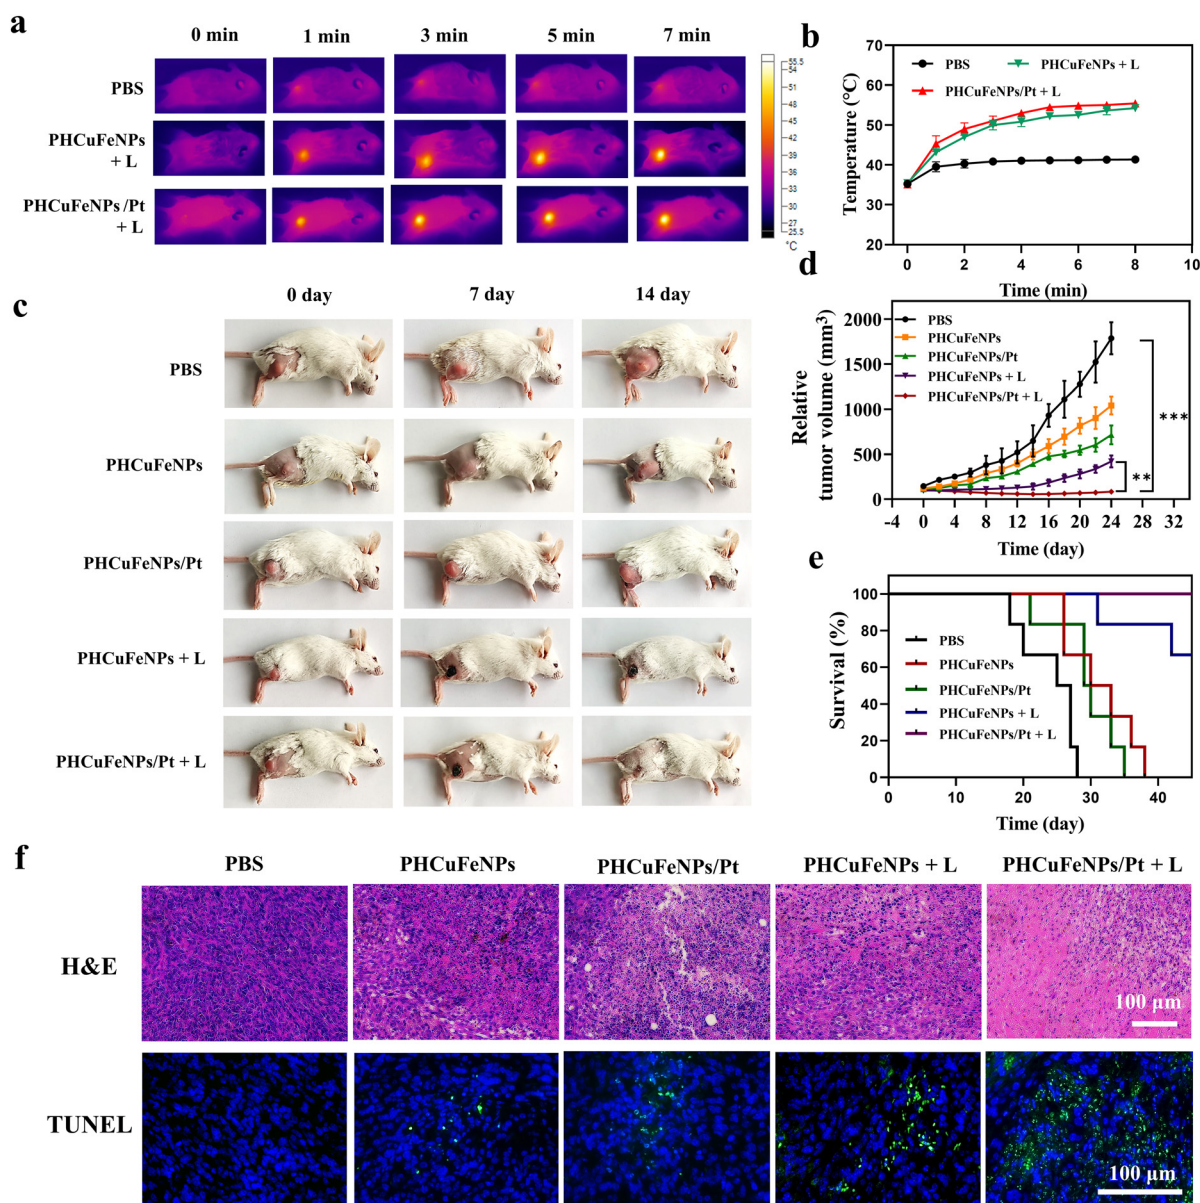 a
0 min 1 min 3 min 5 min 7 min
PBS
PHCuFeNPs
+ L
PHCuFeNPs /Pt
+ L
55.5
54
51
48
45
42
39
36
33
30
27
25.5
°C
b
Temperature (°C)
70
60
50
40
30
20
PBS
PHCuFeNPs + L
PHCuFeNPs/Pt + L
0 2 4 6 8 10
Time (min)
c
0 day 7 day 14 day
PBS
PHCuFeNPs
PHCuFeNPs/Pt
PHCuFeNPs + L
PHCuFeNPs/Pt + L
d
Relative
tumor volume (mm³)
2000
1500
1000
500
0
PBS
PHCuFeNPs
PHCuFeNPs/Pt
PHCuFeNPs + L
PHCuFeNPs/Pt + L
***
**
-4 0 4 8 12 16 20 24 28 32
Time (day)
e
Survival (%)
100
80
60
40
20
0
PBS
PHCuFeNPs
PHCuFeNPs/Pt
PHCuFeNPs + L
PHCuFeNPs/Pt + L
0 10 20 30 40
Time (day)
f
PBS PHCuFeNPs PHCuFeNPs/Pt PHCuFeNPs + L PHCuFeNPs/Pt + L
H&E
100 μm
TUNEL
100 μm